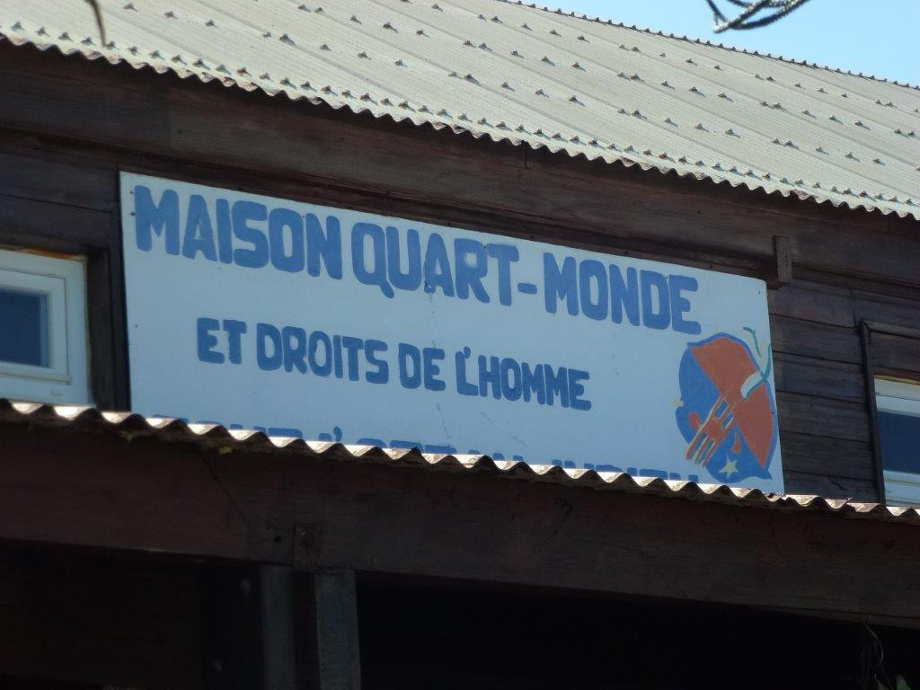 MAISON QUART-MONDE
ET DROITS DE L'HOMME